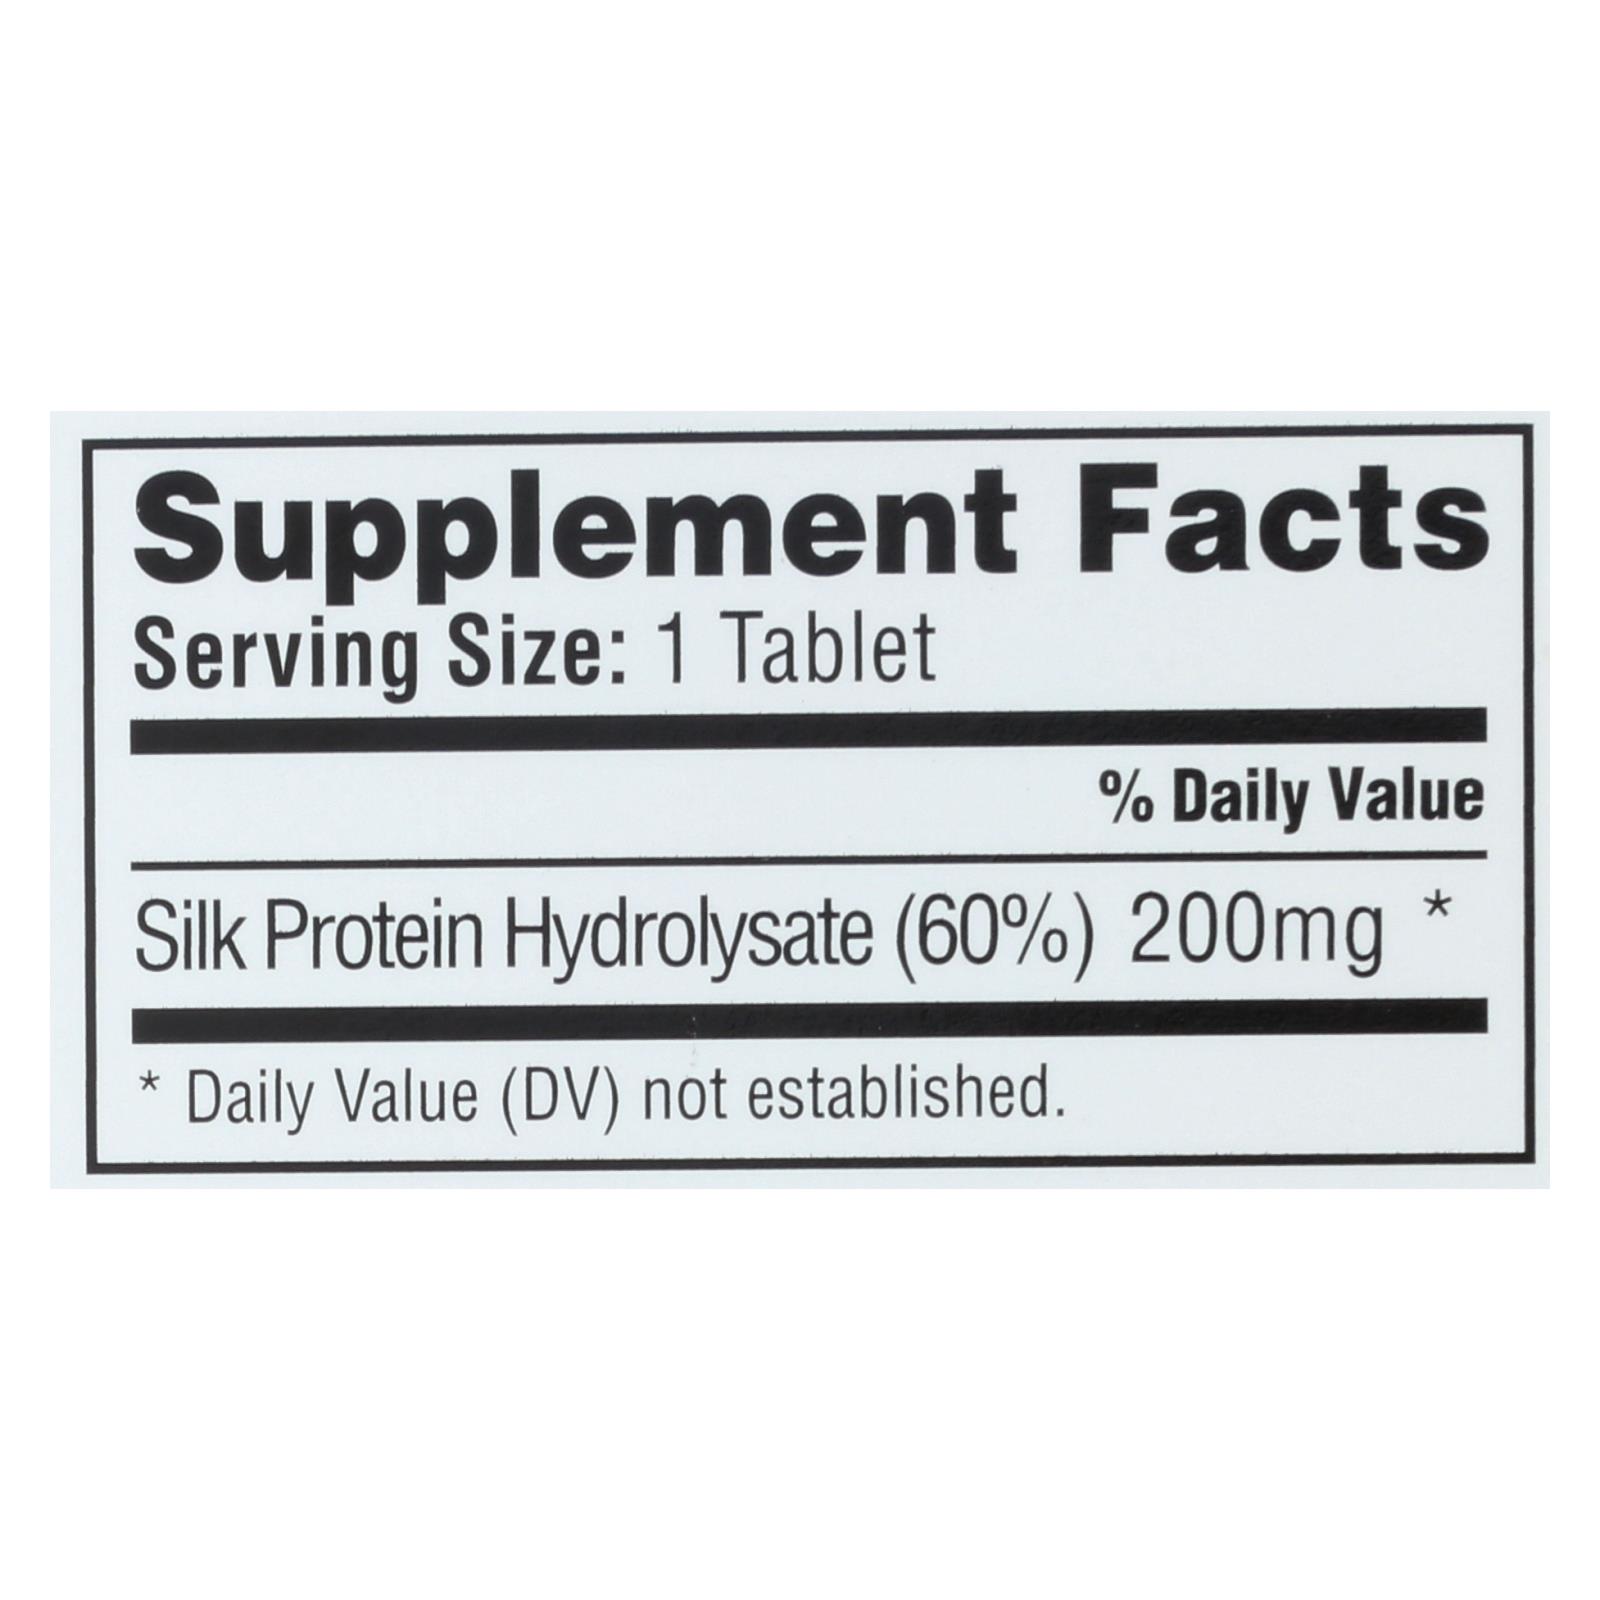 Supplement Facts
Serving Size: 1 Tablet
% Daily Value
Silk Protein Hydrolysate (60%) 200mg *
* Daily Value (DV) not established.